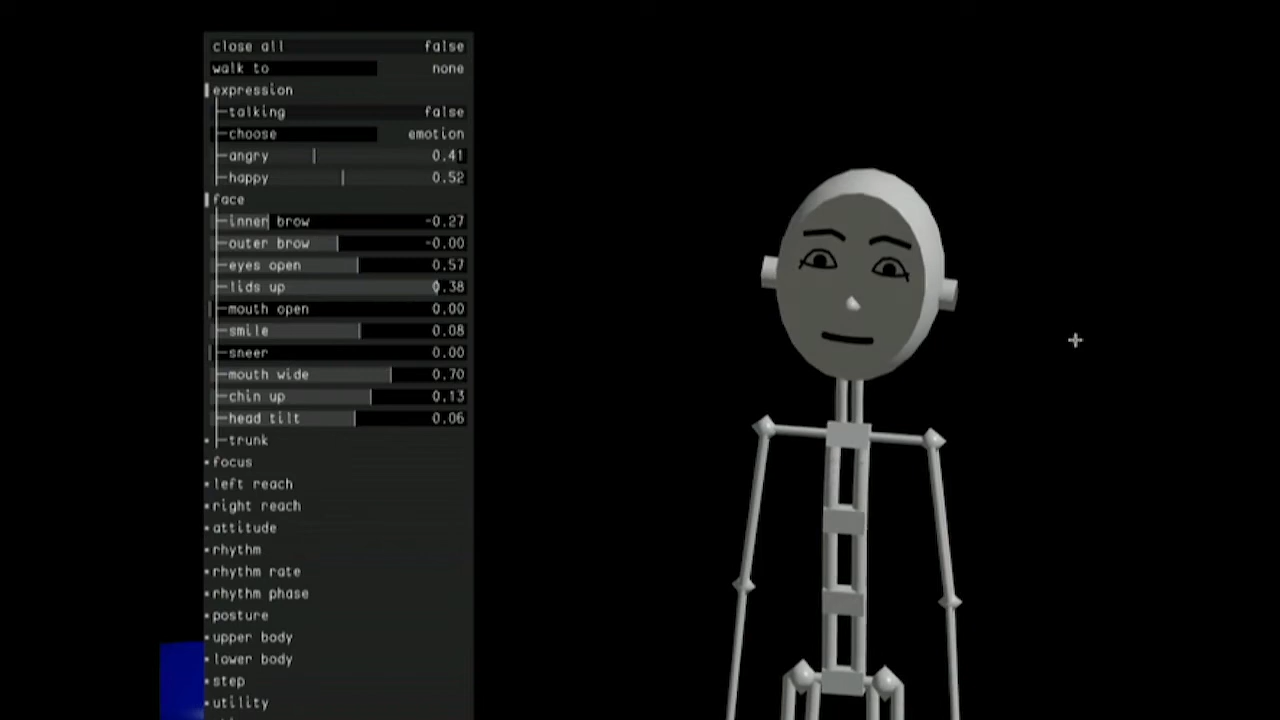 close all false
walk to none
expression
talking false
choose emotion
angry 0.41
happy 0.52
face
inner brow -0.27
outer brow -0.00
eyes open 0.57
lids up 0.38
mouth open 0.00
smile 0.08
sneer 0.00
mouth wide 0.70
chin up 0.13
head tilt 0.06
trunk
focus
left reach
right reach
attitude
rhythm
rhythm rate
rhythm phase
posture
upper body
lower body
step
utility